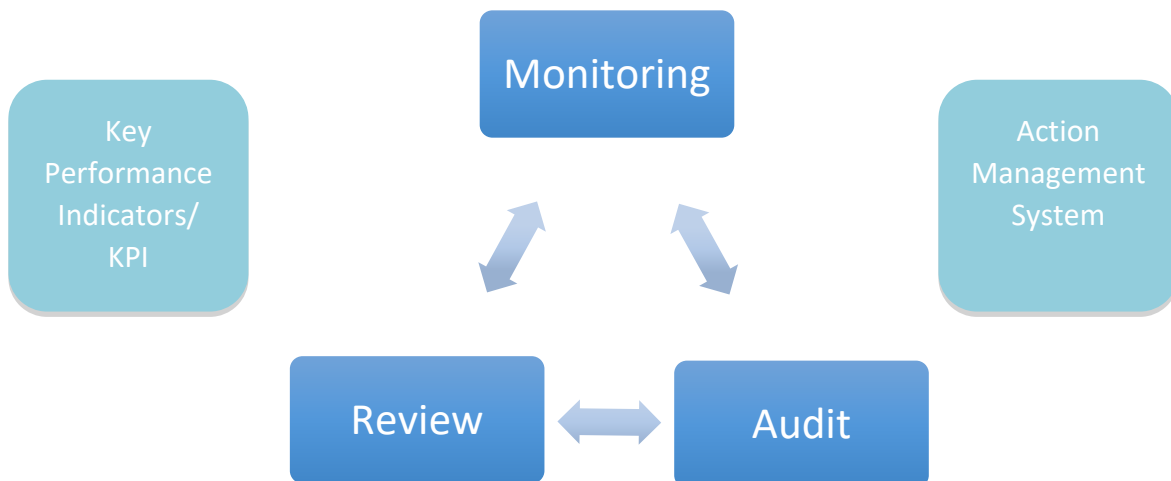 Monitoring
Key
Performance
Indicators/
KPI
Action
Management
System
Review
Audit